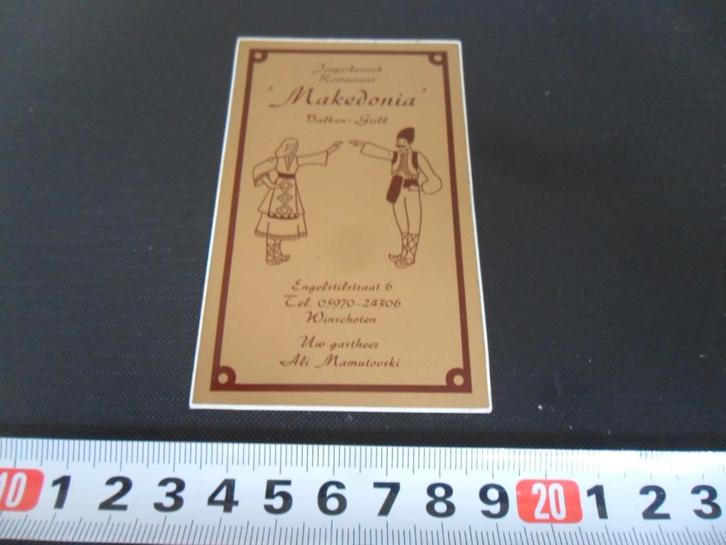 Joegoslavisch
Restaurant
'Makedonia'
Balkan-Grill
Engelstilstraat 6
Tel. 05970-24306
Winschoten
Uw gastheer
Ali Mamutovski
10 1 2 3 4 5 6 7 8 9 20 1 2 3